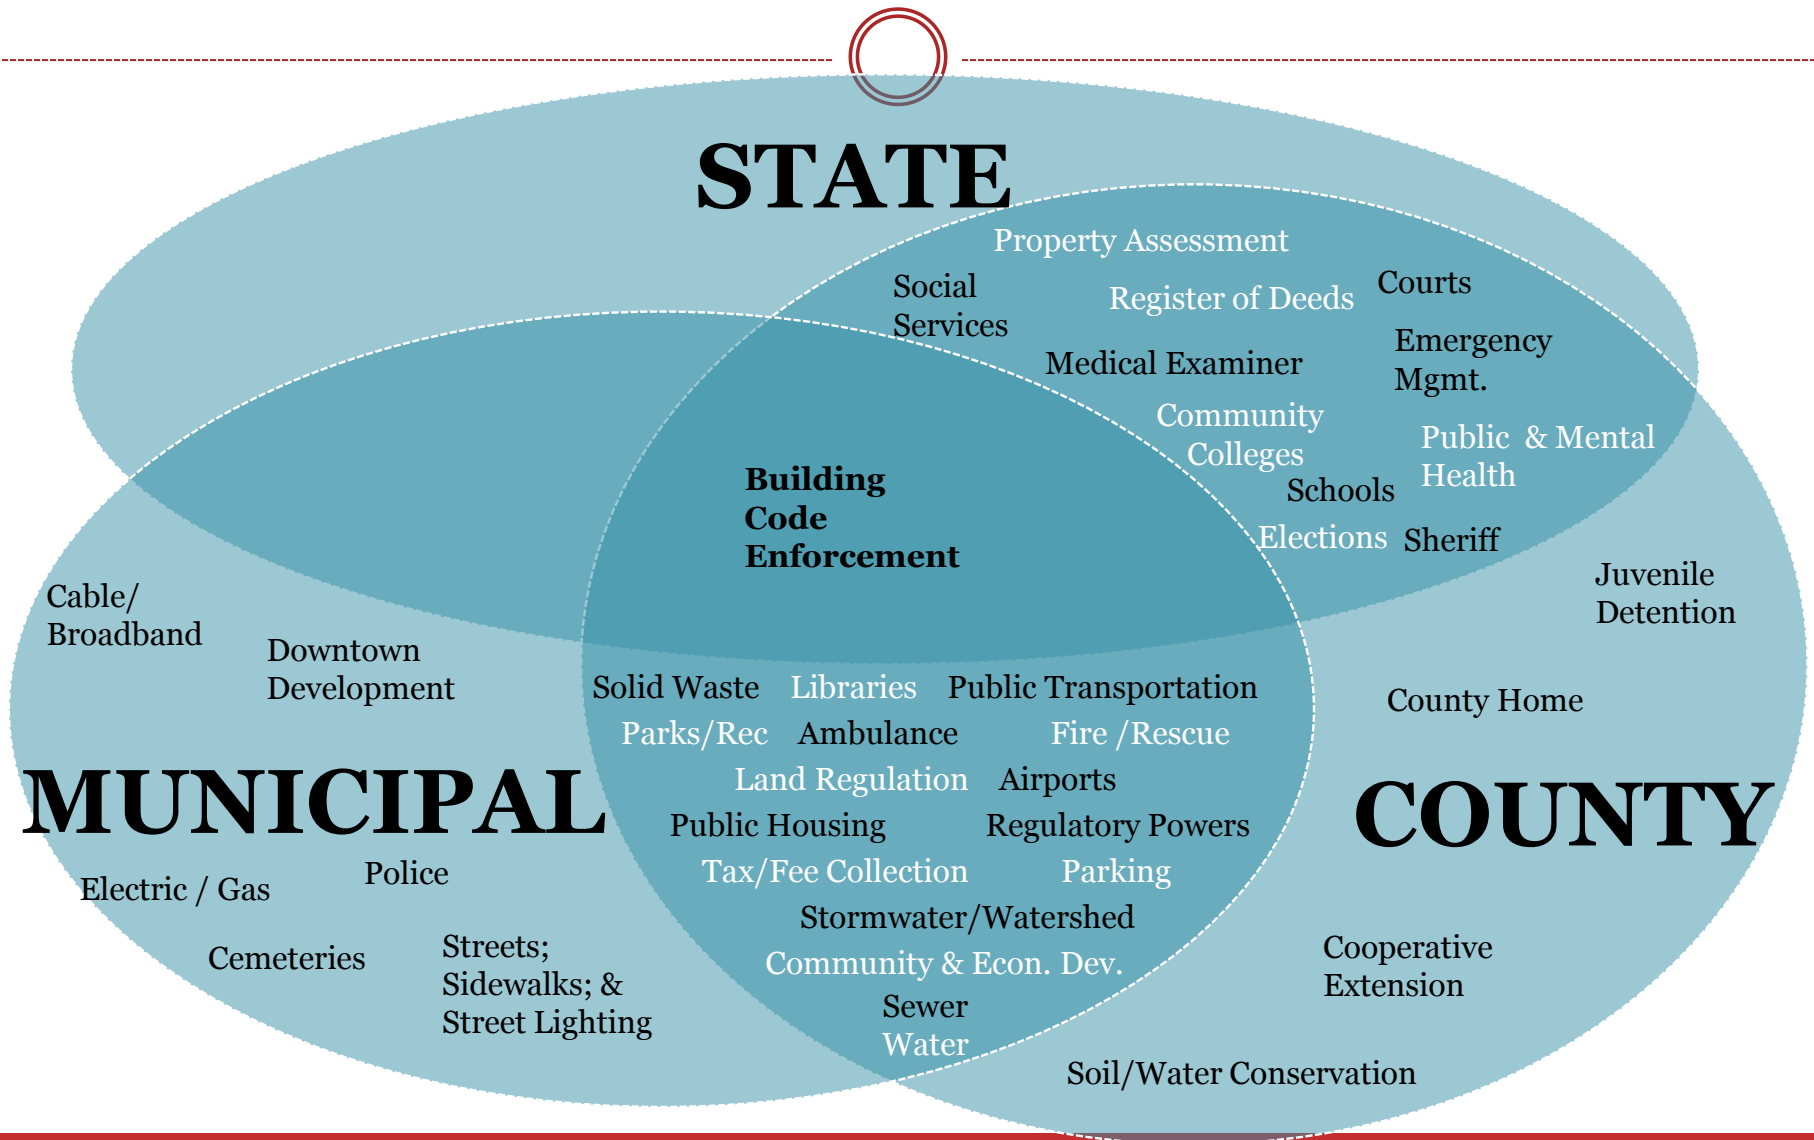 STATE
Property Assessment
Social
Services
Register of Deeds
Courts
Emergency
Mgmt.
Medical Examiner
Community
Colleges
Public & Mental
Health
Schools
Elections
Sheriff
Building
Code
Enforcement
Juvenile
Detention
Cable/
Broadband
Downtown
Development
Solid Waste Libraries Public Transportation
County Home
Parks/Rec Ambulance Fire /Rescue
Land Regulation Airports
MUNICIPAL
COUNTY
Public Housing Regulatory Powers
Tax/Fee Collection Parking
Electric / Gas
Police
Stormwater/Watershed
Cemeteries
Streets;
Sidewalks; &
Street Lighting
Community & Econ. Dev.
Sewer
Water
Cooperative
Extension
Soil/Water Conservation